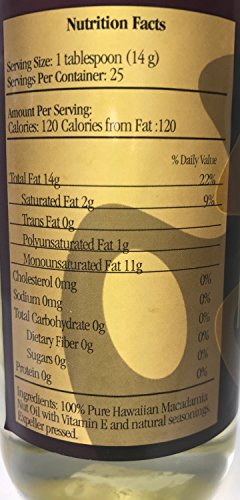 Nutrition Facts
Serving Size: 1 tablespoon (14 g)
Servings Per Container: 25
Amount Per Serving:
Calories: 120 Calories from Fat :120
% Daily Value
Total Fat 14g 22%
Saturated Fat 2g 9%
Trans Fat 0g
Polyunsaturated Fat 1g
Monounsaturated Fat 11g
Cholesterol 0mg 0%
Sodium 0mg 0%
Total Carbohydrate 0g 0%
Dietary Fiber 0g 0%
Sugars 0g 0%
Protein 0g 0%
Ingredients: 100% Pure Hawaiian Macadamia
Nut Oil with Vitamin E and natural seasonings.
Expeller pressed.